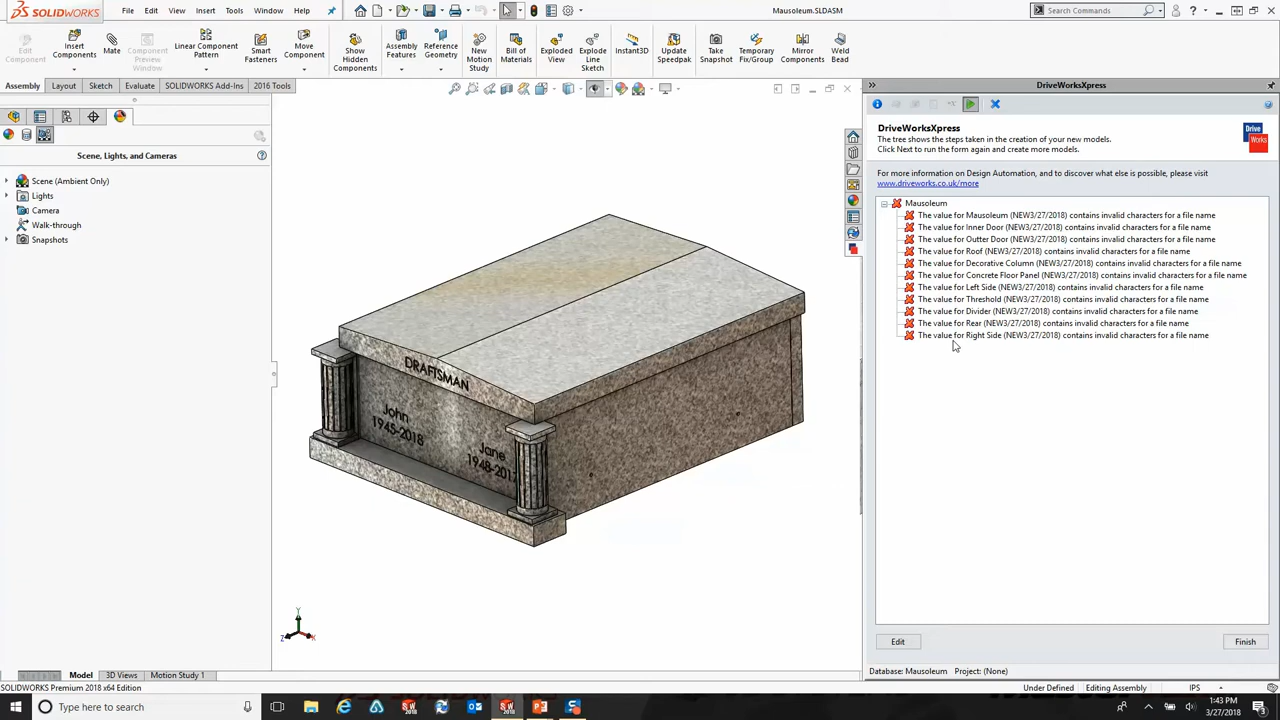 SOLIDWORKS File Edit View Insert Tools Window Help Mausoleum.SLDASM Search Commands
Edit Component
Insert Components
Mate
Component Preview Window
Linear Component Pattern
Smart Fasteners
Move Component
Show Hidden Components
Assembly Features
Reference Geometry
New Motion Study
Bill of Materials
Exploded View
Explode Line Sketch
Instant3D
Update Speedpak
Take Snapshot
Temporary Fix/Group
Mirror Components
Weld Bead
Assembly Layout Sketch Evaluate SOLIDWORKS Add-Ins 2016 Tools
Scene, Lights, and Cameras
Scene (Ambient Only)
Lights
Camera
Walk-through
Snapshots
DRAFTSMAN
John
1945-2018
Jane
1948-201
Y
Z X
DriveWorksXpress
DriveWorksXpress
The tree shows the steps taken in the creation of your new models.
Click Next to run the form again and create more models.
Drive
Works
For more information on Design Automation, and to discover what else is possible, please visit
www.driveworks.co.uk/more
Mausoleum
The value for Mausoleum (NEW3/27/2018) contains invalid characters for a file name
The value for Inner Door (NEW3/27/2018) contains invalid characters for a file name
The value for Outter Door (NEW3/27/2018) contains invalid characters for a file name
The value for Roof (NEW3/27/2018) contains invalid characters for a file name
The value for Decorative Column (NEW3/27/2018) contains invalid characters for a file name
The value for Concrete Floor Panel (NEW3/27/2018) contains invalid characters for a file name
The value for Left Side (NEW3/27/2018) contains invalid characters for a file name
The value for Threshold (NEW3/27/2018) contains invalid characters for a file name
The value for Divider (NEW3/27/2018) contains invalid characters for a file name
The value for Rear (NEW3/27/2018) contains invalid characters for a file name
The value for Right Side (NEW3/27/2018) contains invalid characters for a file name
Edit Finish
Database: Mausoleum Project: (None)
Model 3D Views Motion Study 1
SOLIDWORKS Premium 2018 x64 Edition Under Defined Editing Assembly IPS
Type here to search
1:43 PM
3/27/2018